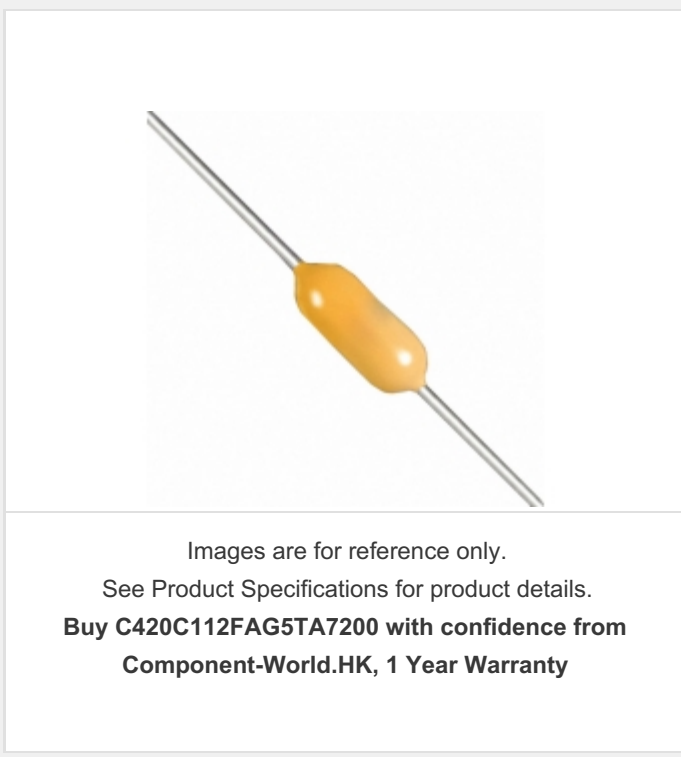 Images are for reference only.
See Product Specifications for product details.
Buy C420C112FAG5TA7200 with confidence from
Component-World.HK, 1 Year Warranty